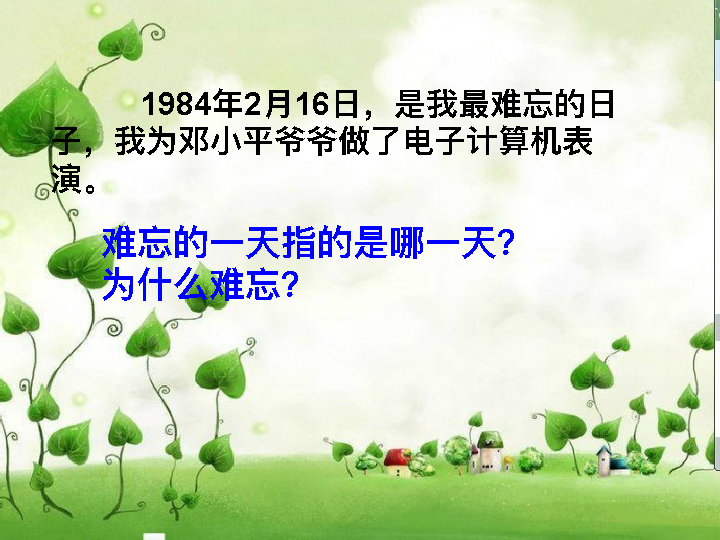 1984年2月16日，是我最难忘的日
子，我为邓小平爷爷做了电子计算机表
演。
难忘的一天指的是哪一天？
为什么难忘？